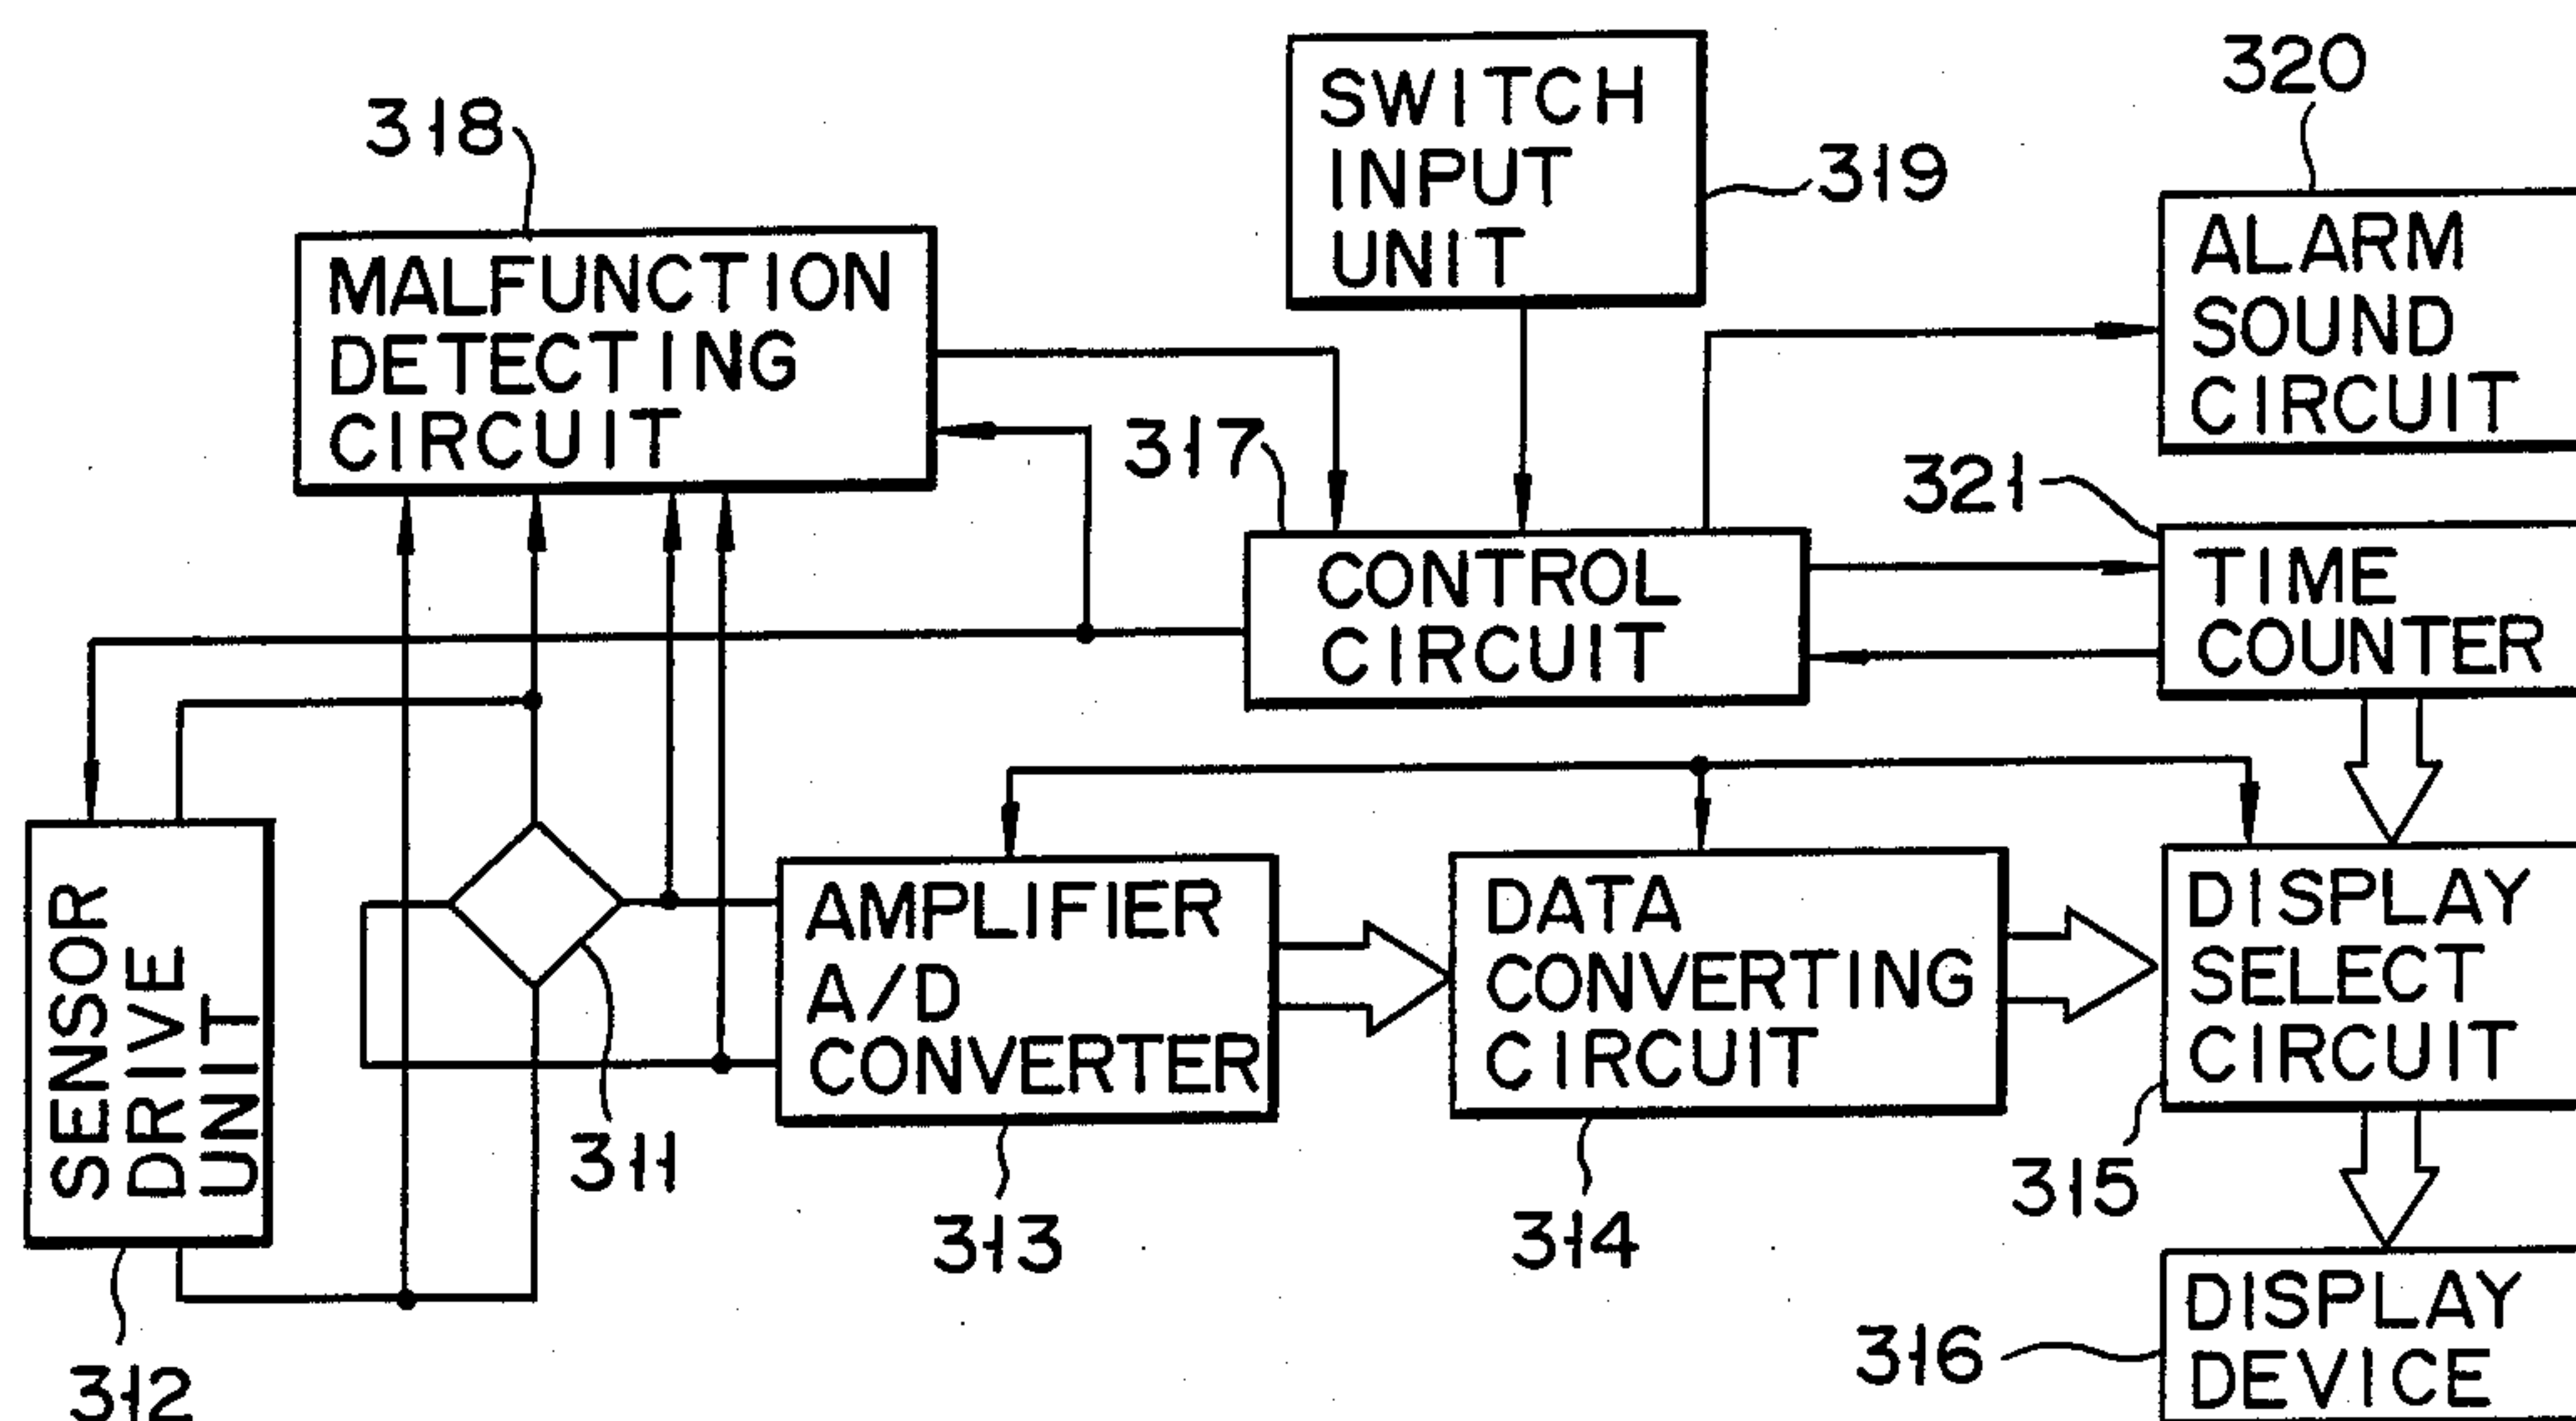 318
MALFUNCTION
DETECTING
CIRCUIT
SWITCH
INPUT
UNIT
319
320
ALARM
SOUND
CIRCUIT
317
CONTROL
CIRCUIT
321
TIME
COUNTER
SENSOR
DRIVE
UNIT
312
311
AMPLIFIER
A/D
CONVERTER
313
DATA
CONVERTING
CIRCUIT
314
DISPLAY
SELECT
CIRCUIT
315
DISPLAY
DEVICE
316